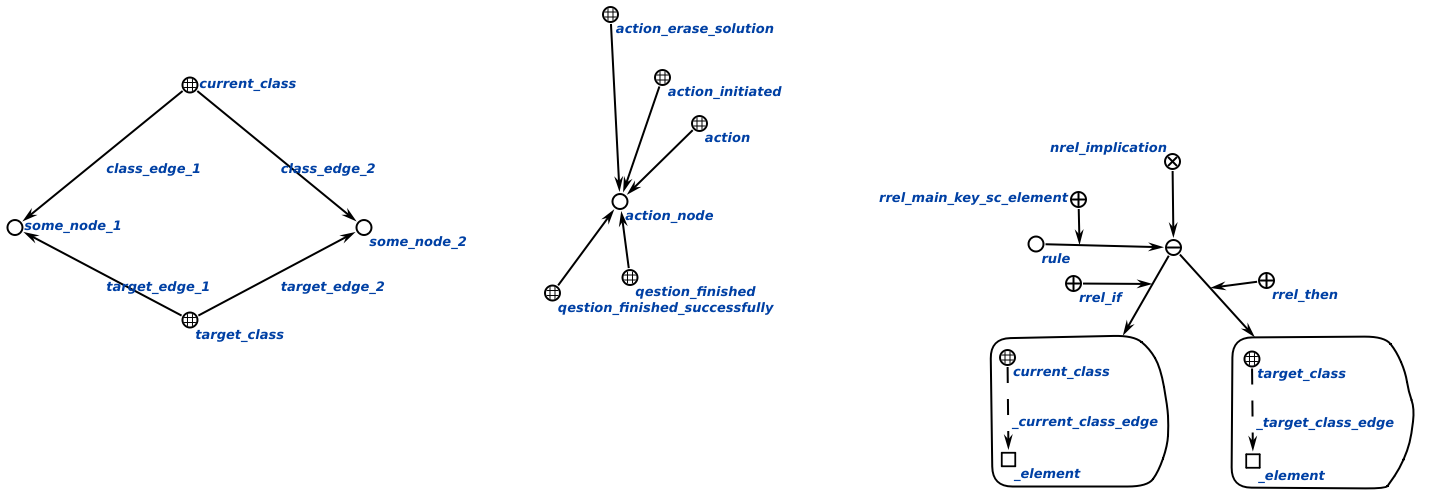 current_class
class_edge_1
class_edge_2
some_node_1
some_node_2
target_edge_1
target_edge_2
target_class
action_erase_solution
action_initiated
action
action_node
qestion_finished
qestion_finished_successfully
nrel_implication
rrel_main_key_sc_element
rule
rrel_if
rrel_then
current_class
_current_class_edge
_element
target_class
_target_class_edge
_element